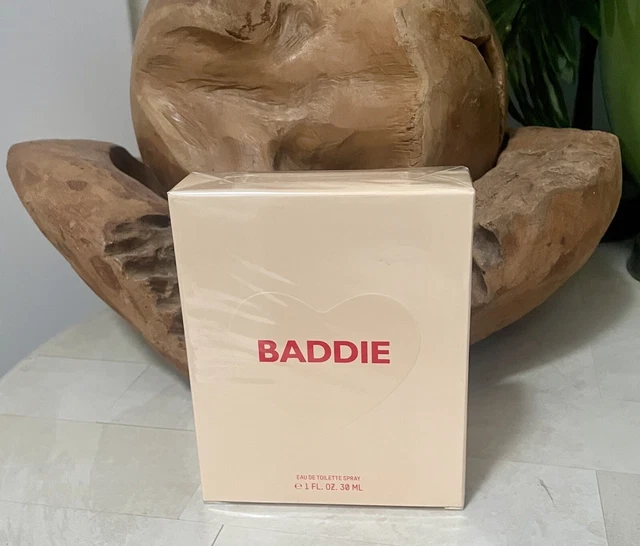 BADDIE
EAU DE TOILETTE SPRAY
℮ 1 FL. OZ. 30 ML